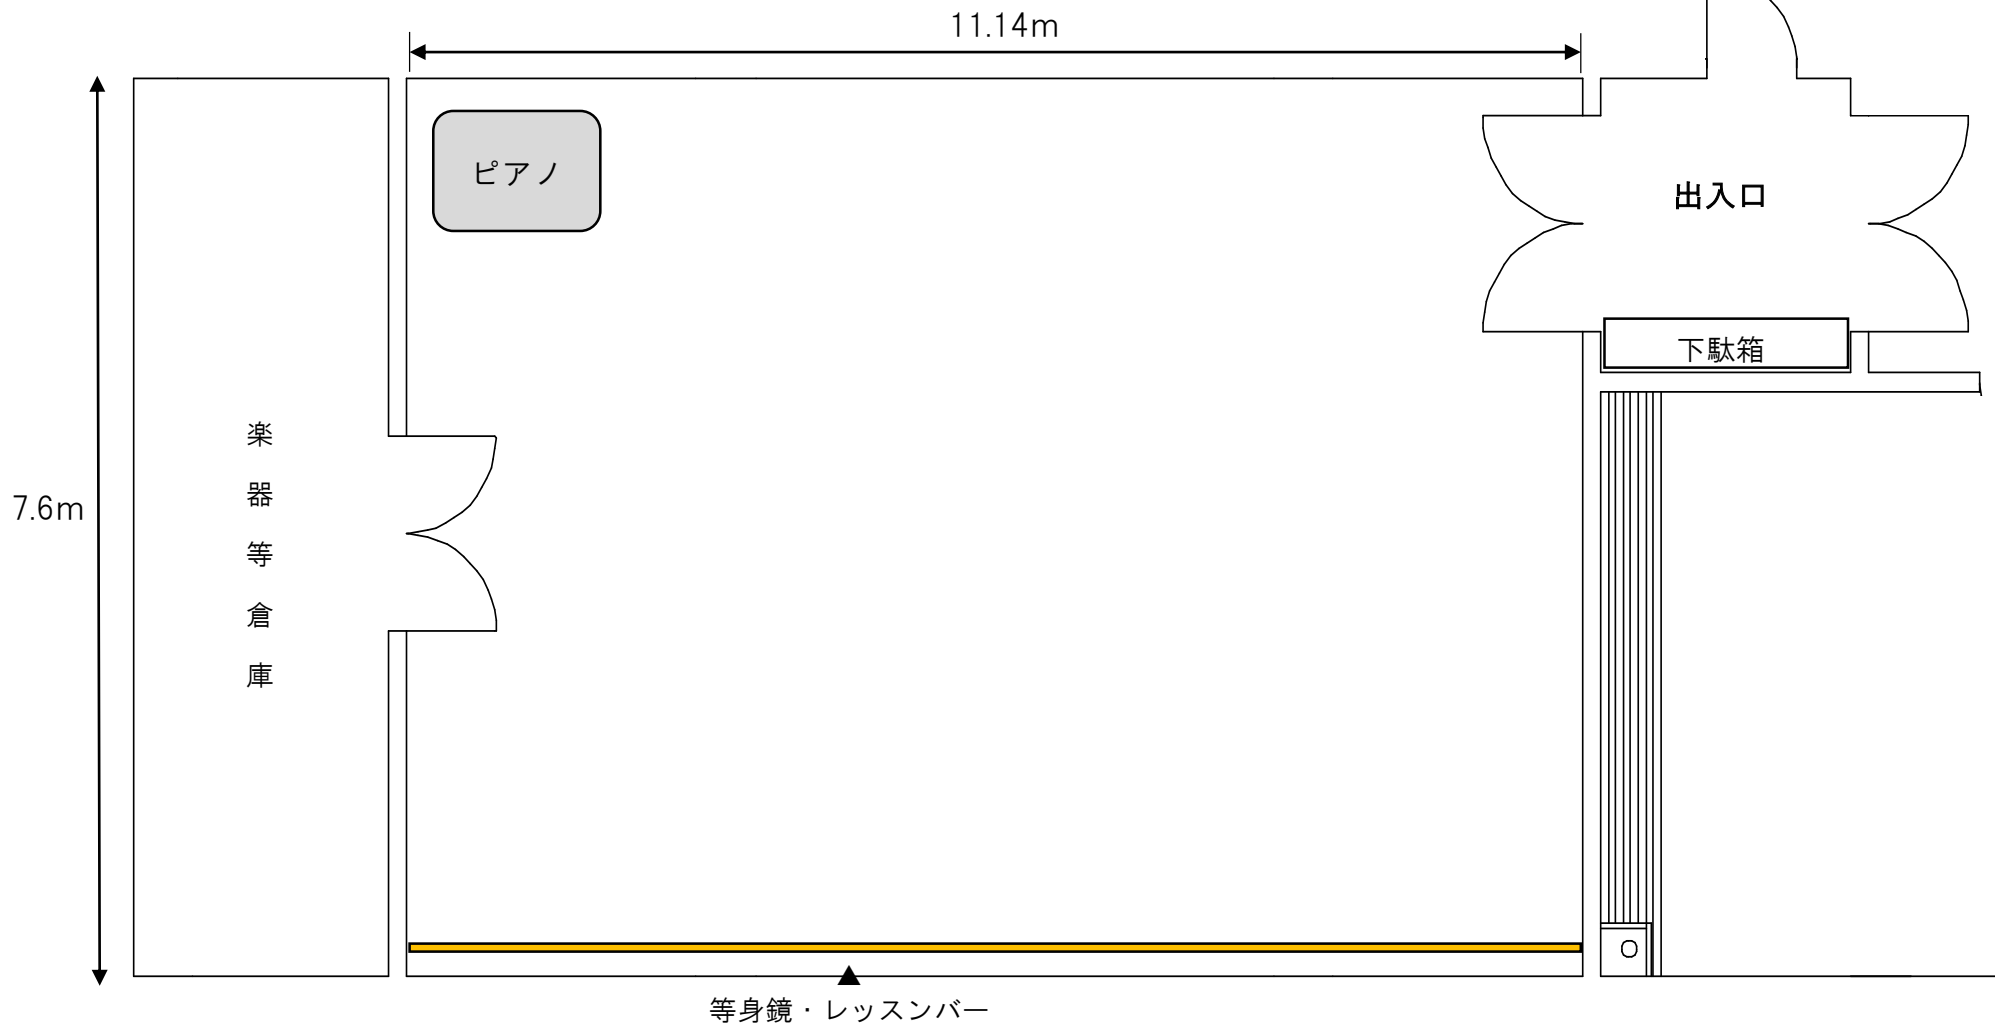 11.14m
ピアノ
出入口
下駄箱
楽器等倉庫
7.6m
等身鏡・レッスンバー